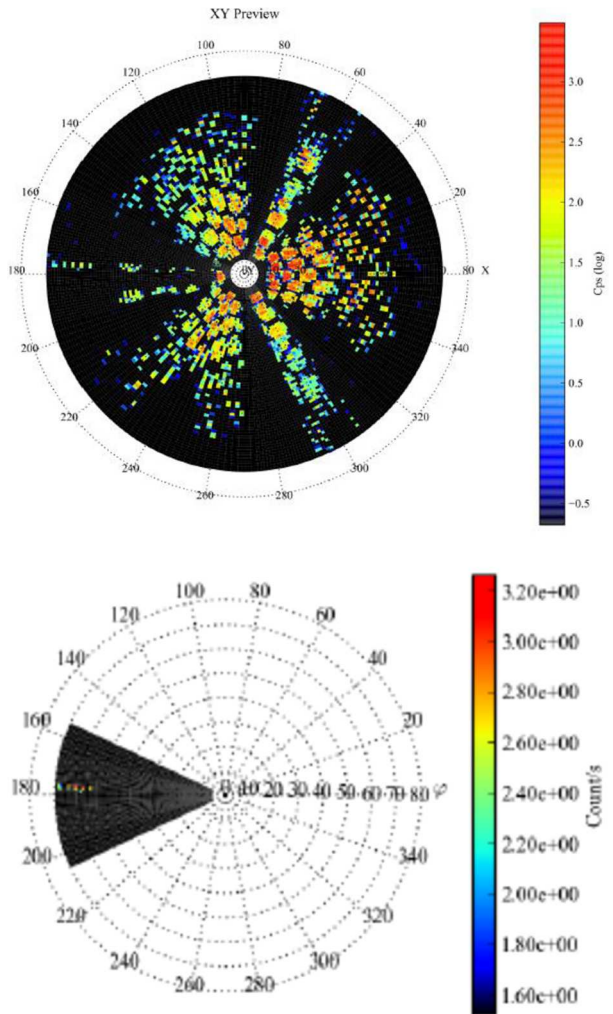 XY Preview
100 80
120 60
140 40
160 20
180 80 X
200 340
220 320
240 300
260 280
3.0
2.5
2.0
1.5
1.0
0.5
0.0
−0.5
Cps (log)
100 80
120 60
140 40
160 20
180 0 10 20 30 40 50 60 70 80 φ
200 340
220 320
240 300
260 280
3.20e+00
3.00e+00
2.80e+00
2.60e+00
2.40e+00
2.20e+00
2.00e+00
1.80e+00
1.60e+00
Count/s